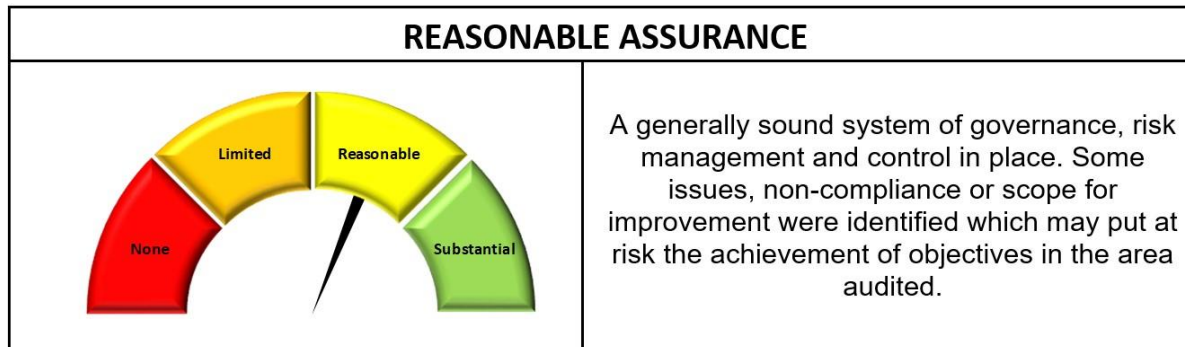 REASONABLE ASSURANCE
Limited
Reasonable
None
Substantial
A generally sound system of governance, risk
management and control in place. Some
issues, non-compliance or scope for
improvement were identified which may put at
risk the achievement of objectives in the area
audited.